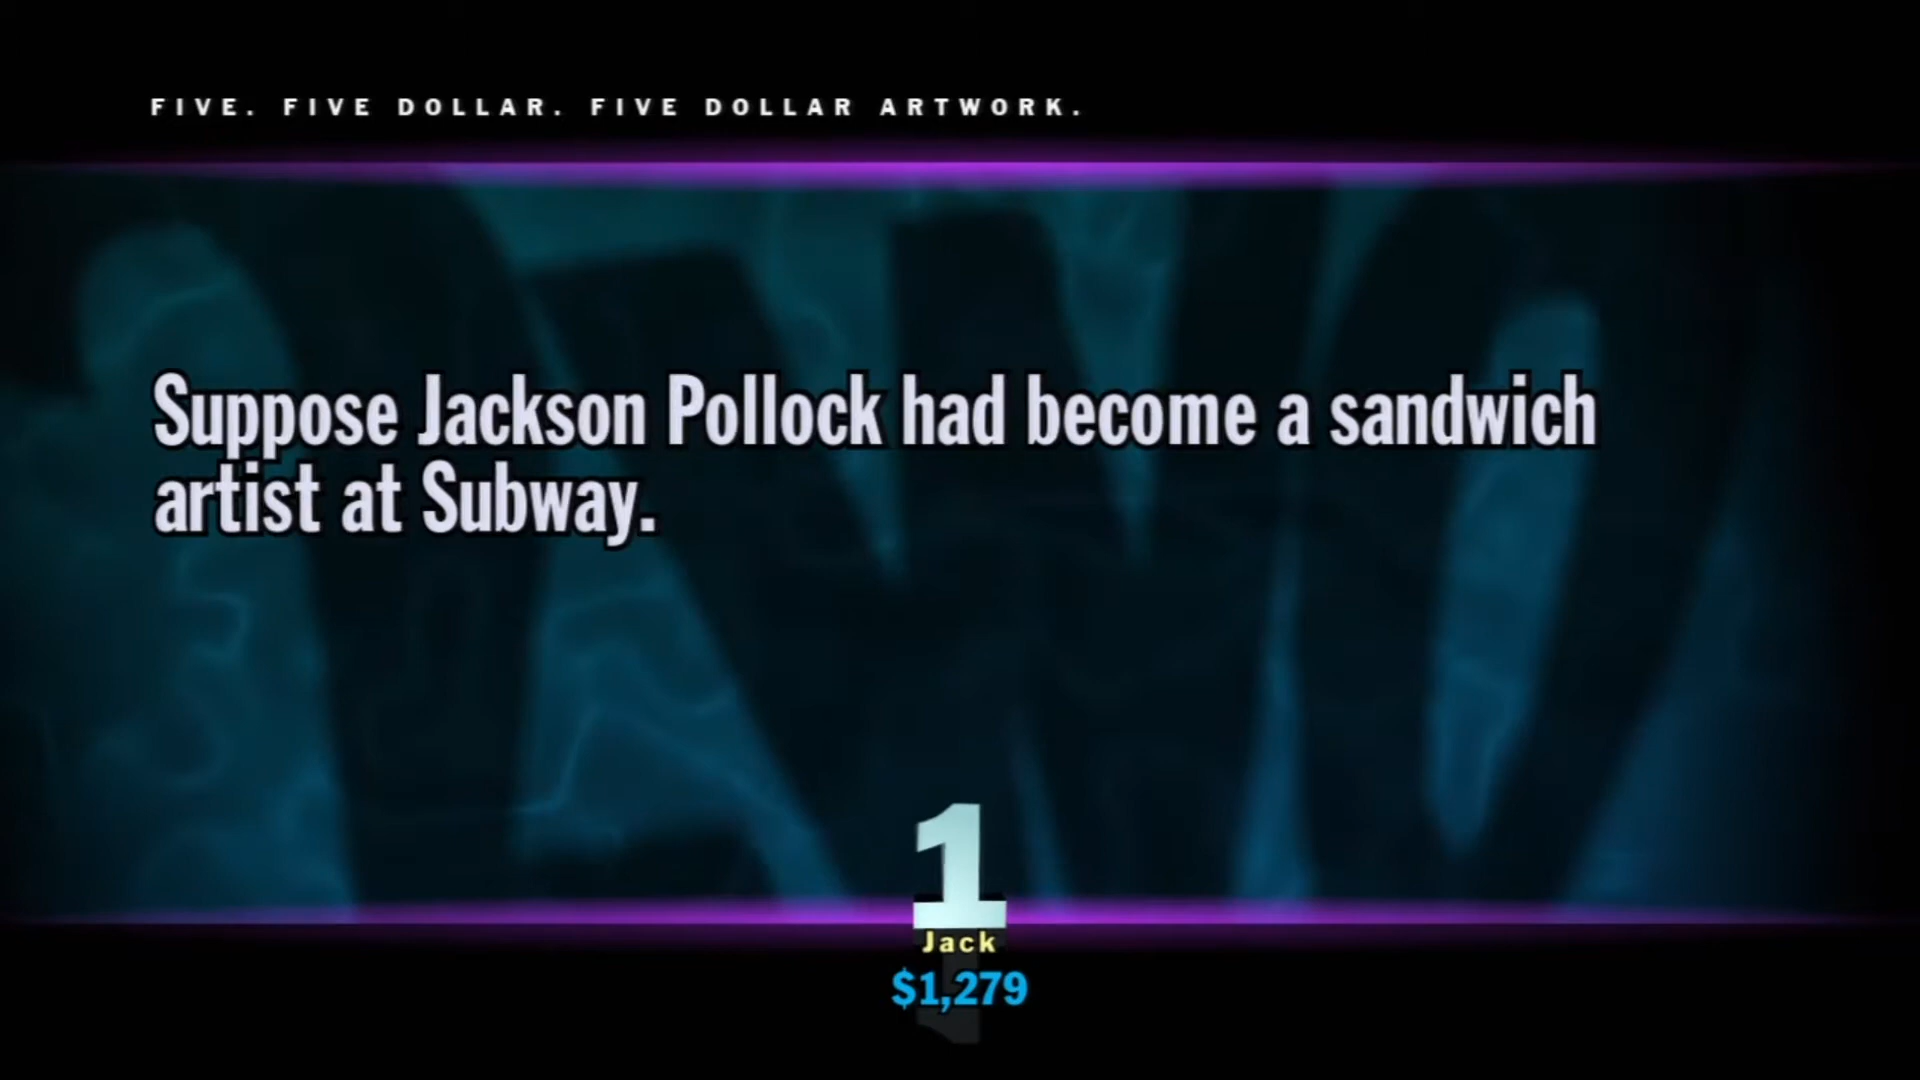 FIVE. FIVE DOLLAR. FIVE DOLLAR ARTWORK.
Suppose Jackson Pollock had become a sandwich
artist at Subway.
1
Jack
$1,279